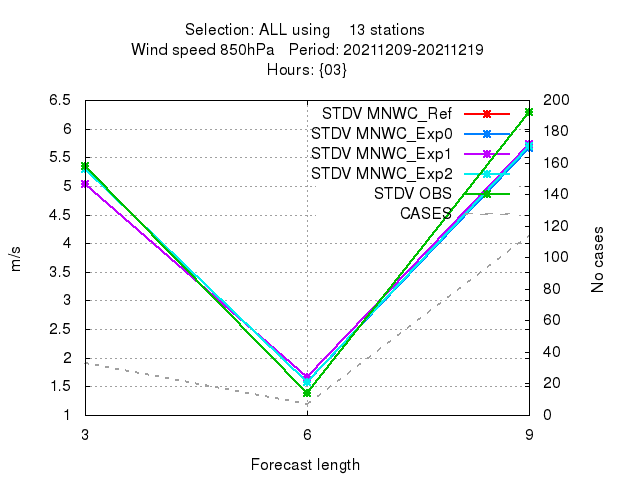 Selection: ALL using    13 stations
Wind speed 850hPa   Period: 20211209-20211219
Hours: {03}
6.5
6
5.5
5
4.5
4
3.5
3
2.5
2
1.5
1
200
180
160
140
120
100
80
60
40
20
0
STDV MNWC_Ref
STDV MNWC_Exp0
STDV MNWC_Exp1
STDV MNWC_Exp2
STDV OBS
CASES
m/s
No cases
3
6
9
Forecast length